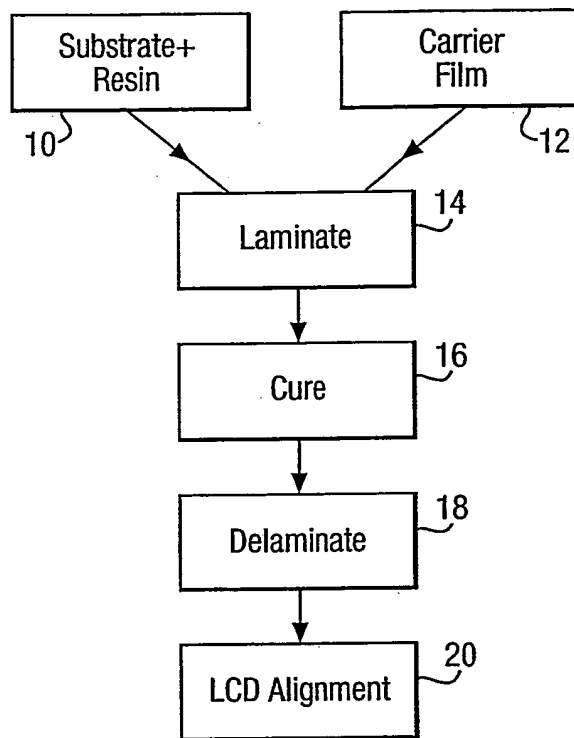 Substrate+
Resin
10
Carrier
Film
12
Laminate
14
Cure
16
Delaminate
18
LCD Alignment
20